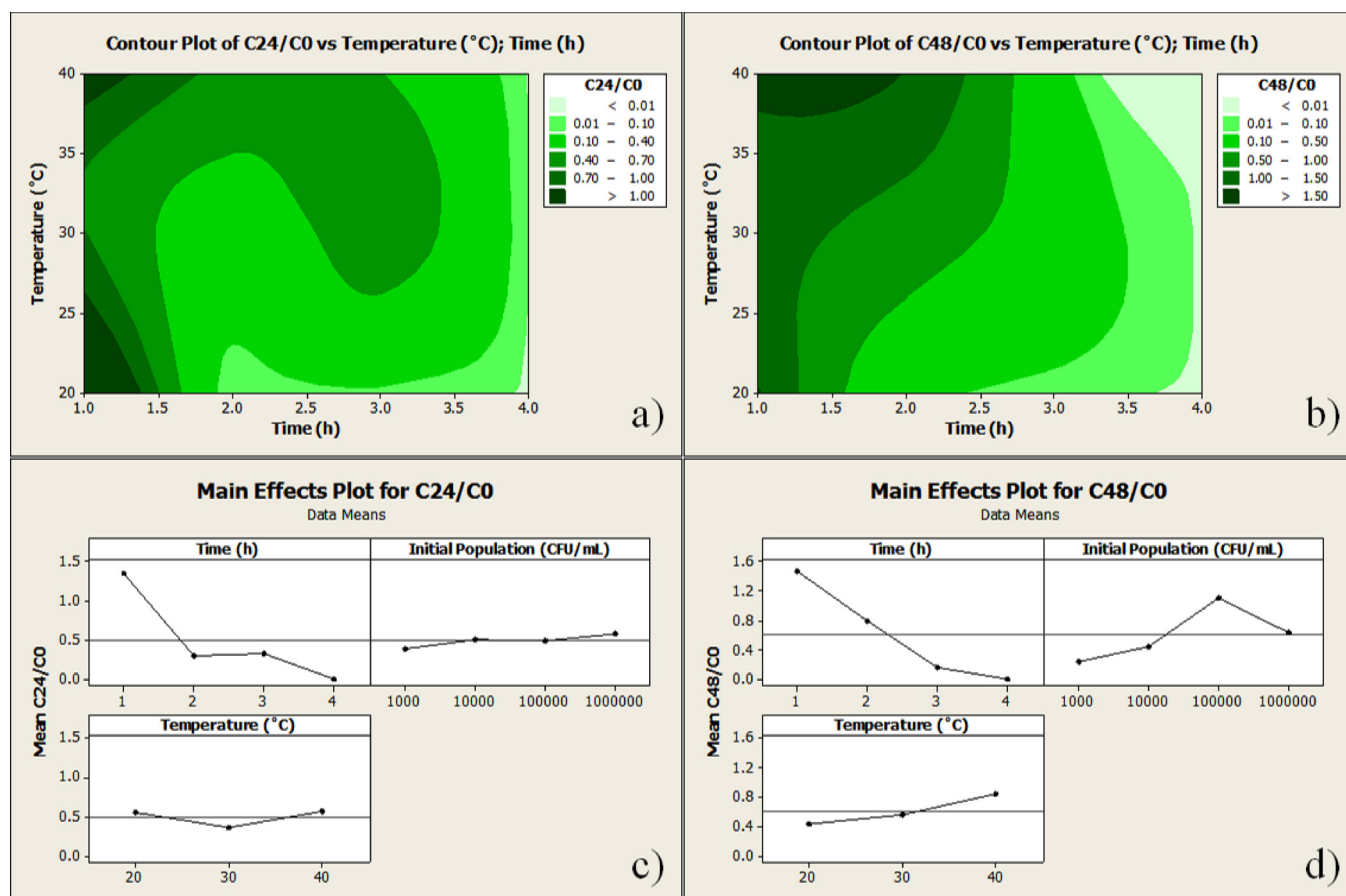 Contour Plot of C24/C0 vs Temperature (°C); Time (h)
40
35
30
25
20
Temperature (°C)
1.0 1.5 2.0 2.5 3.0 3.5 4.0
Time (h)
C24/C0
< 0.01
0.01 – 0.10
0.10 – 0.40
0.40 – 0.70
0.70 – 1.00
> 1.00
a)
Contour Plot of C48/C0 vs Temperature (°C); Time (h)
40
35
30
25
20
Temperature (°C)
1.0 1.5 2.0 2.5 3.0 3.5 4.0
Time (h)
C48/C0
< 0.01
0.01 – 0.10
0.10 – 0.50
0.50 – 1.00
1.00 – 1.50
> 1.50
b)
Main Effects Plot for C24/C0
Data Means
Mean C24/C0
Time (h) Initial Population (CFU/mL)
1.5
1.0
0.5
0.0
1 2 3 4 1000 10000 100000 1000000
Temperature (°C)
1.5
1.0
0.5
0.0
20 30 40
c)
Main Effects Plot for C48/C0
Data Means
Mean C48/C0
Time (h) Initial Population (CFU/mL)
1.6
1.2
0.8
0.4
0.0
1 2 3 4 1000 10000 100000 1000000
Temperature (°C)
1.6
1.2
0.8
0.4
0.0
20 30 40
d)